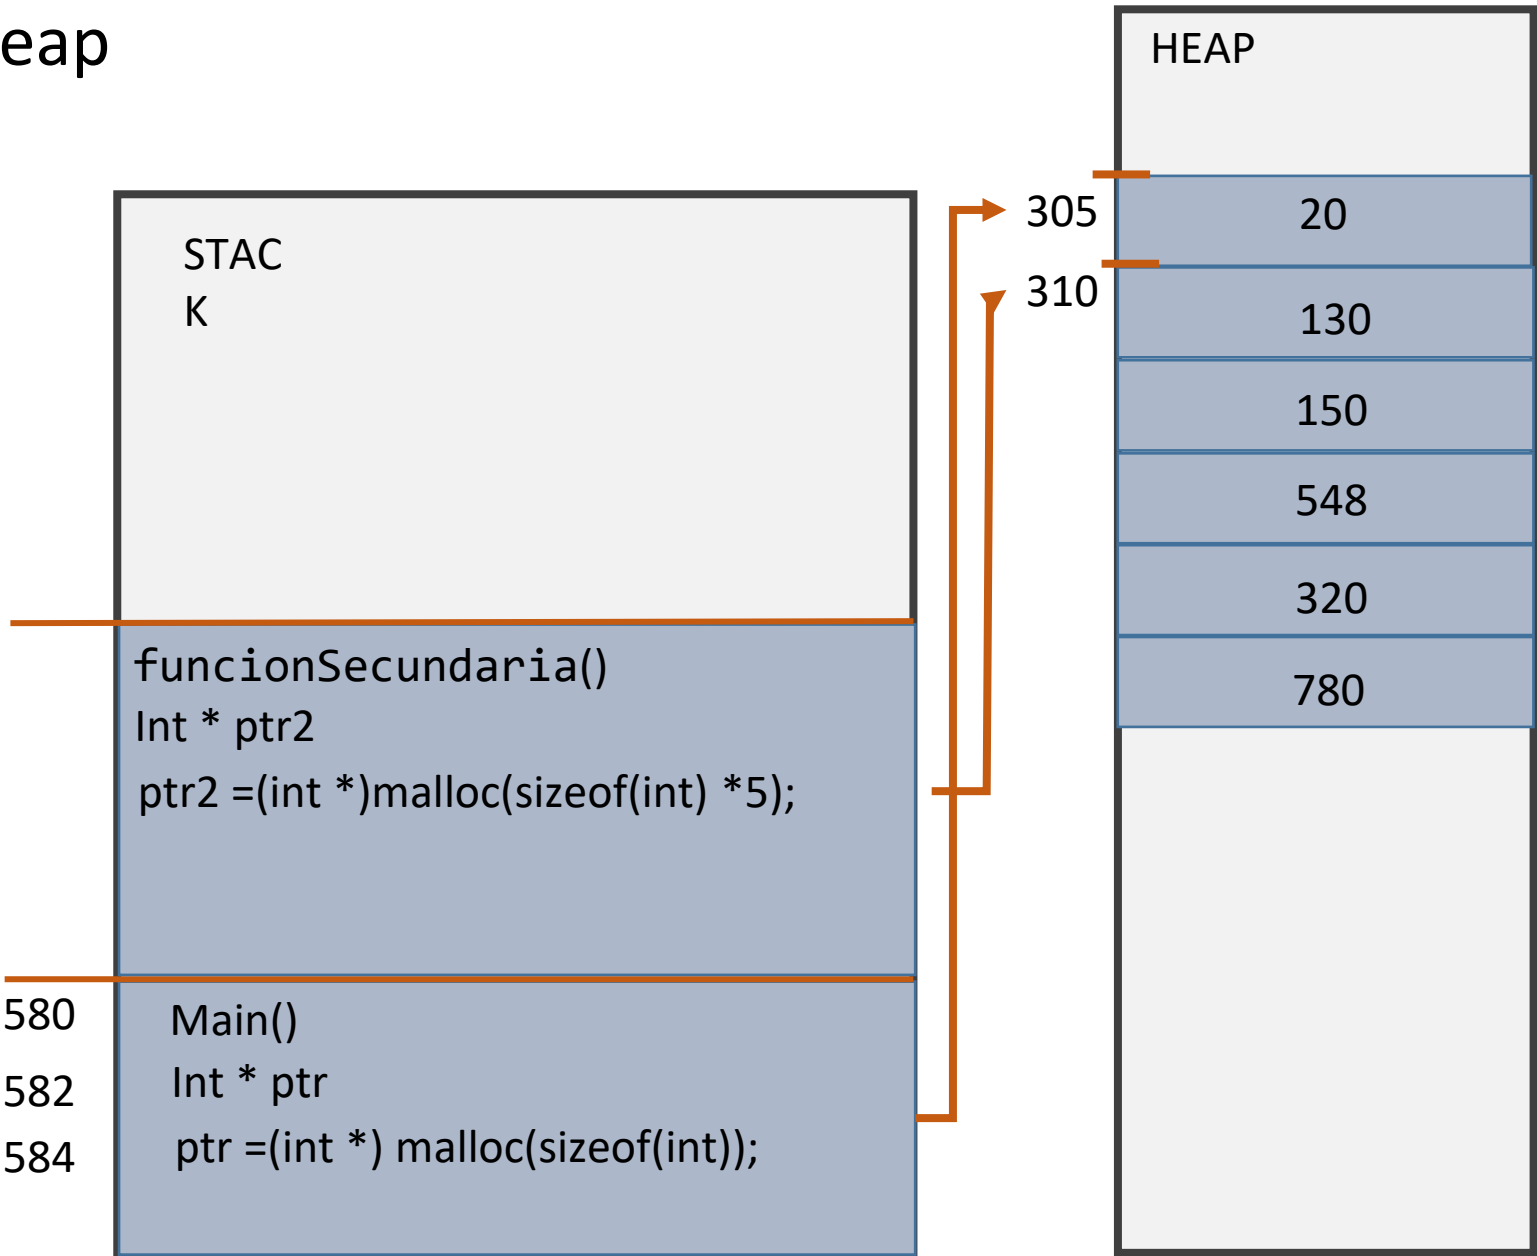 eap
HEAP
STAC
K
305
20
310
130
150
548
320
780
funcionSecundaria()
Int * ptr2
ptr2 =(int *)malloc(sizeof(int) *5);
580
Main()
582
Int * ptr
584
ptr =(int *) malloc(sizeof(int));